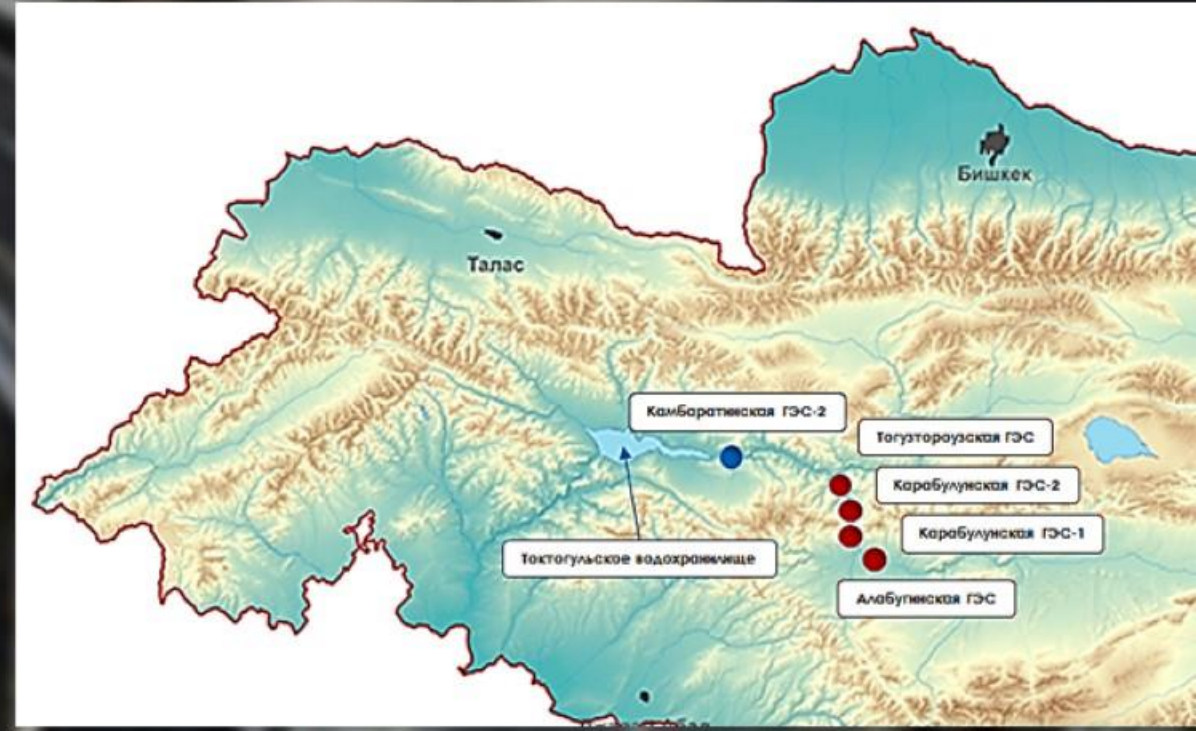 Бишкек
Талас
Камбаратинская ГЭС-2
Тогузтороузская ГЭС
Карабулунская ГЭС-2
Карабулунская ГЭС-1
Токтогульское водохранилище
Алабугинская ГЭС